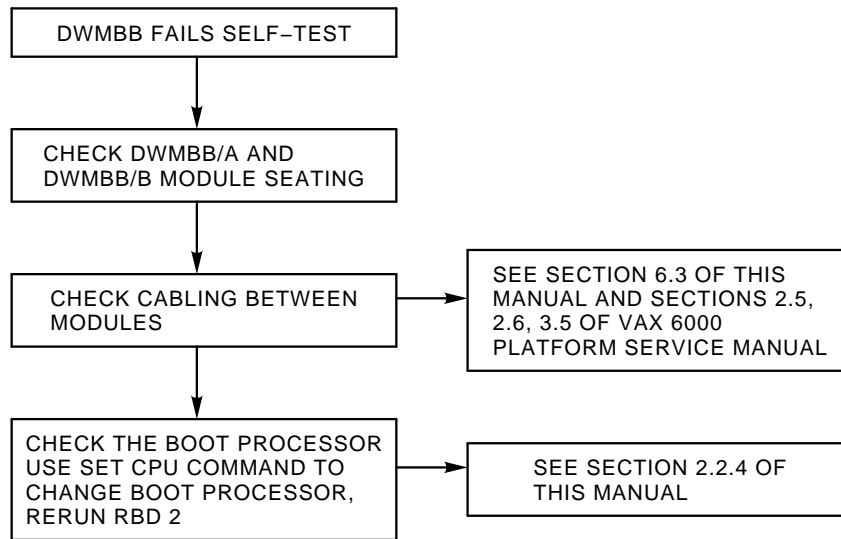 DWMBB FAILS SELF–TEST
CHECK DWMBB/A AND
DWMBB/B MODULE SEATING
CHECK CABLING BETWEEN
MODULES
SEE SECTION 6.3 OF THIS
MANUAL AND SECTIONS 2.5,
2.6, 3.5 OF VAX 6000
PLATFORM SERVICE MANUAL
CHECK THE BOOT PROCESSOR
USE SET CPU COMMAND TO
CHANGE BOOT PROCESSOR,
RERUN RBD 2
SEE SECTION 2.2.4 OF
THIS MANUAL